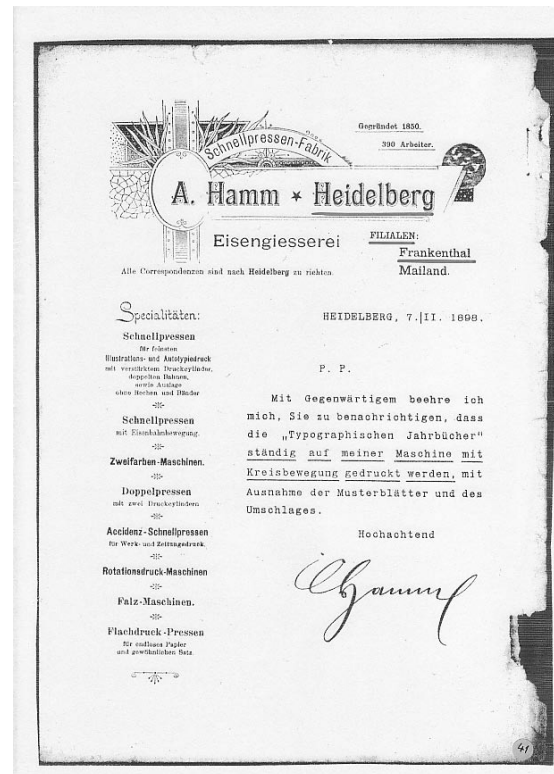 Gegründet 1850.
390 Arbeiter.
Schnellpressen-Fabrik
A. Hamm * Heidelberg
Eisengiesserei
FILIALEN:
Frankenthal
Mailand.
Alle Correspondenzen sind nach Heidelberg zu richten.
Specialitäten:
Schnellpressen
für feinsten
Illustrations- und Autotypiedruck
mit verstärktem Druckcylinder,
doppelten Bahnen,
sowie Auslage
ohne Rechen und Bänder
Schnellpressen
mit Eisenbahnbewegung.
Zweifarben-Maschinen.
Doppelpressen
mit zwei Druckcylindern
Accidenz-Schnellpressen
für Werk- und Zeitungsdruck.
Rotationsdruck-Maschinen
Falz-Maschinen.
Flachdruck-Pressen
für endloses Papier
und gewöhnlichen Satz.
HEIDELBERG, 7.|II. 1898.
P. P.
Mit Gegenwärtigem beehre ich
mich, Sie zu benachrichtigen, dass
die „Typographischen Jahrbücher“
ständig auf meiner Maschine mit
Kreisbewegung gedruckt werden, mit
Ausnahme der Musterblätter und des
Umschlages.
Hochachtend
Hamm
41